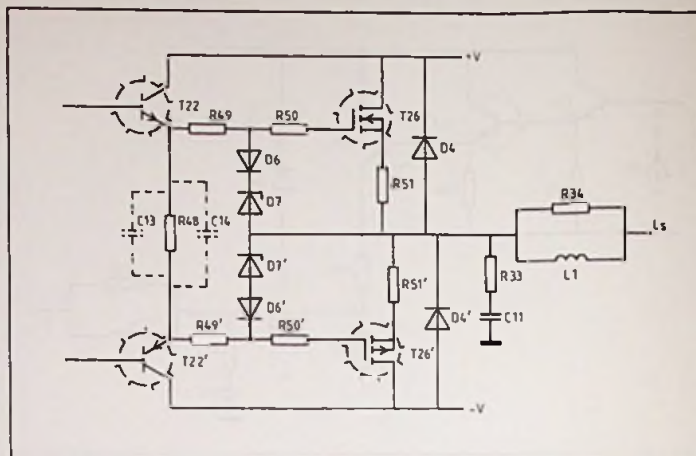 +V
T22
R49
R50
T26
D4
D6
R51
R34
C13
R48
C14
D7
Ls
D7'
R51'
R33
L1
D6'
D4'
C11
R49'
R50'
T22'
T26'
-V